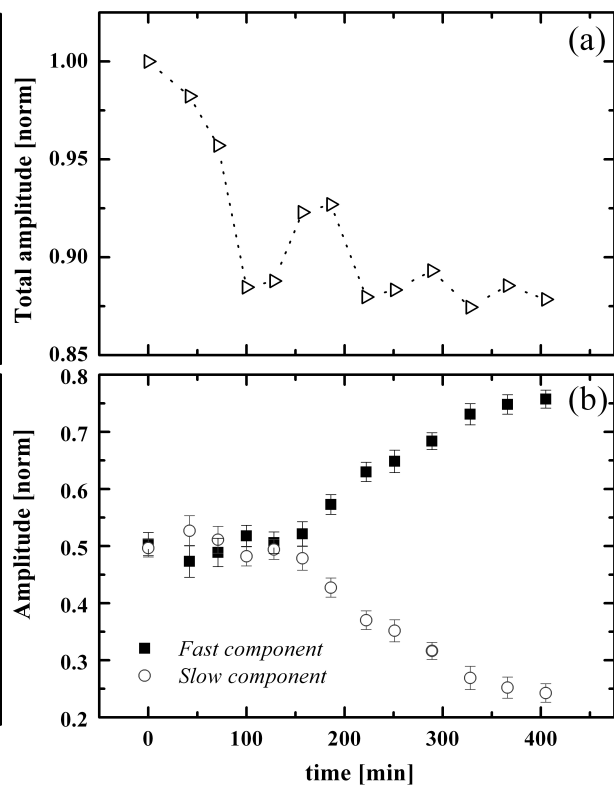 (a)
Total amplitude [norm]
1.00
0.95
0.90
0.85
(b)
Amplitude [norm]
0.8
0.7
0.6
0.5
0.4
0.3
0.2
Fast component
Slow component
0 100 200 300 400
time [min]